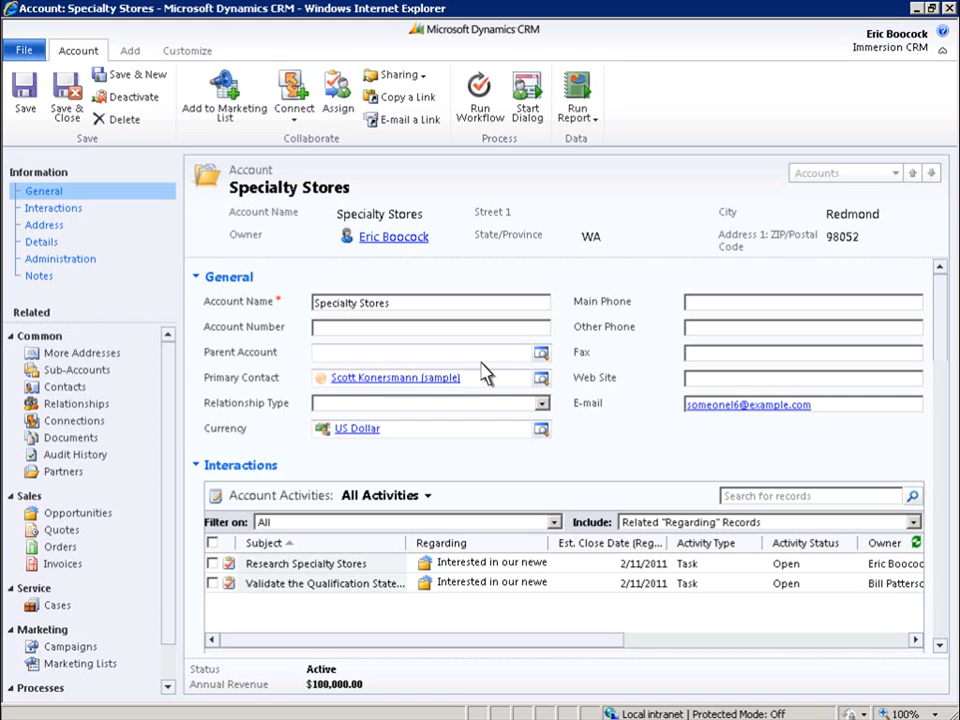 Account: Specialty Stores - Microsoft Dynamics CRM - Windows Internet Explorer
Microsoft Dynamics CRM
Eric Boocock
Immersion CRM
File Account Add Customize
Save
Save & Close
Save & New
Deactivate
Delete
Save
Add to Marketing List
Connect
Assign
Sharing
Copy a Link
E-mail a Link
Collaborate
Run Workflow
Start Dialog
Process
Run Report
Data
Information
General
Interactions
Address
Details
Administration
Notes
Related
Common
More Addresses
Sub-Accounts
Contacts
Relationships
Connections
Documents
Audit History
Partners
Sales
Opportunities
Quotes
Orders
Invoices
Service
Cases
Marketing
Campaigns
Marketing Lists
Processes
Account
Specialty Stores
Accounts
Account Name Specialty Stores Street 1 City Redmond
Owner Eric Boocock State/Province WA Address 1: ZIP/Postal Code 98052
General
Account Name * Specialty Stores Main Phone
Account Number Other Phone
Parent Account Fax
Primary Contact Scott Konersmann (sample) Web Site
Relationship Type E-mail someone16@example.com
Currency US Dollar
Interactions
Account Activities: All Activities Search for records
Filter on: All Include: Related "Regarding" Records
Subject Regarding Est. Close Date (Reg... Activity Type Activity Status Owner
Research Specialty Stores Interested in our newe 2/11/2011 Task Open Eric Booco
Validate the Qualification State... Interested in our newe 2/11/2011 Task Open Bill Patters
Status Active
Annual Revenue $100,000.00
Local intranet | Protected Mode: Off 100%